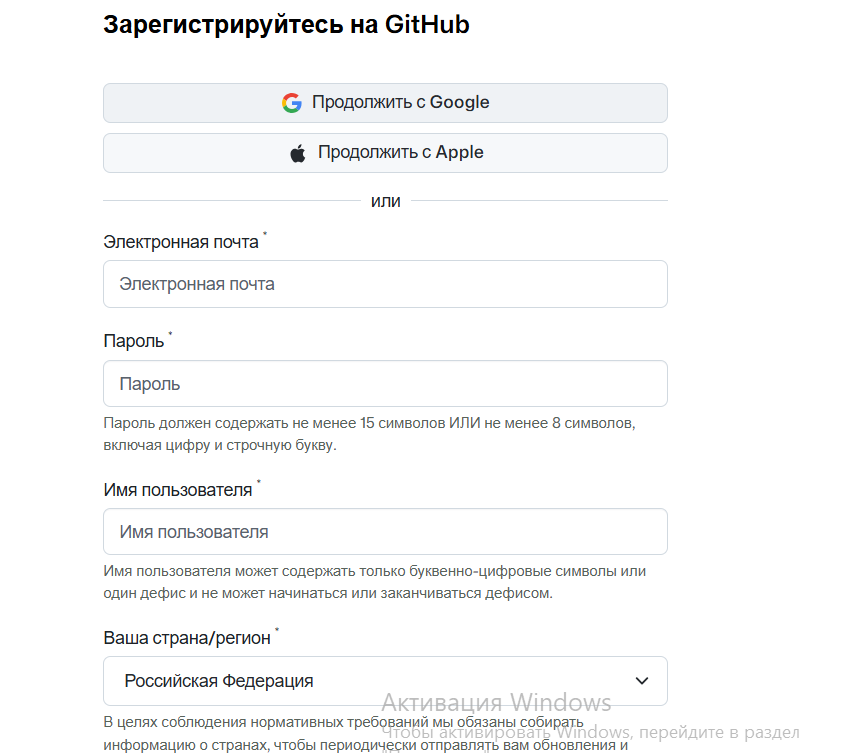 Зарегистрируйтесь на GitHub
Продолжить с Google
Продолжить с Apple
или
Электронная почта *
Электронная почта
Пароль *
Пароль
Пароль должен содержать не менее 15 символов ИЛИ не менее 8 символов,
включая цифру и строчную букву.
Имя пользователя *
Имя пользователя
Имя пользователя может содержать только буквенно-цифровые символы или
один дефис и не может начинаться или заканчиваться дефисом.
Ваша страна/регион *
Российская Федерация
Активация Windows
В целях соблюдения нормативных требований мы обязаны собирать
Чтобы активировать Windows, перейдите в раздел
информацию о странах, чтобы периодически отправлять вам обновления и